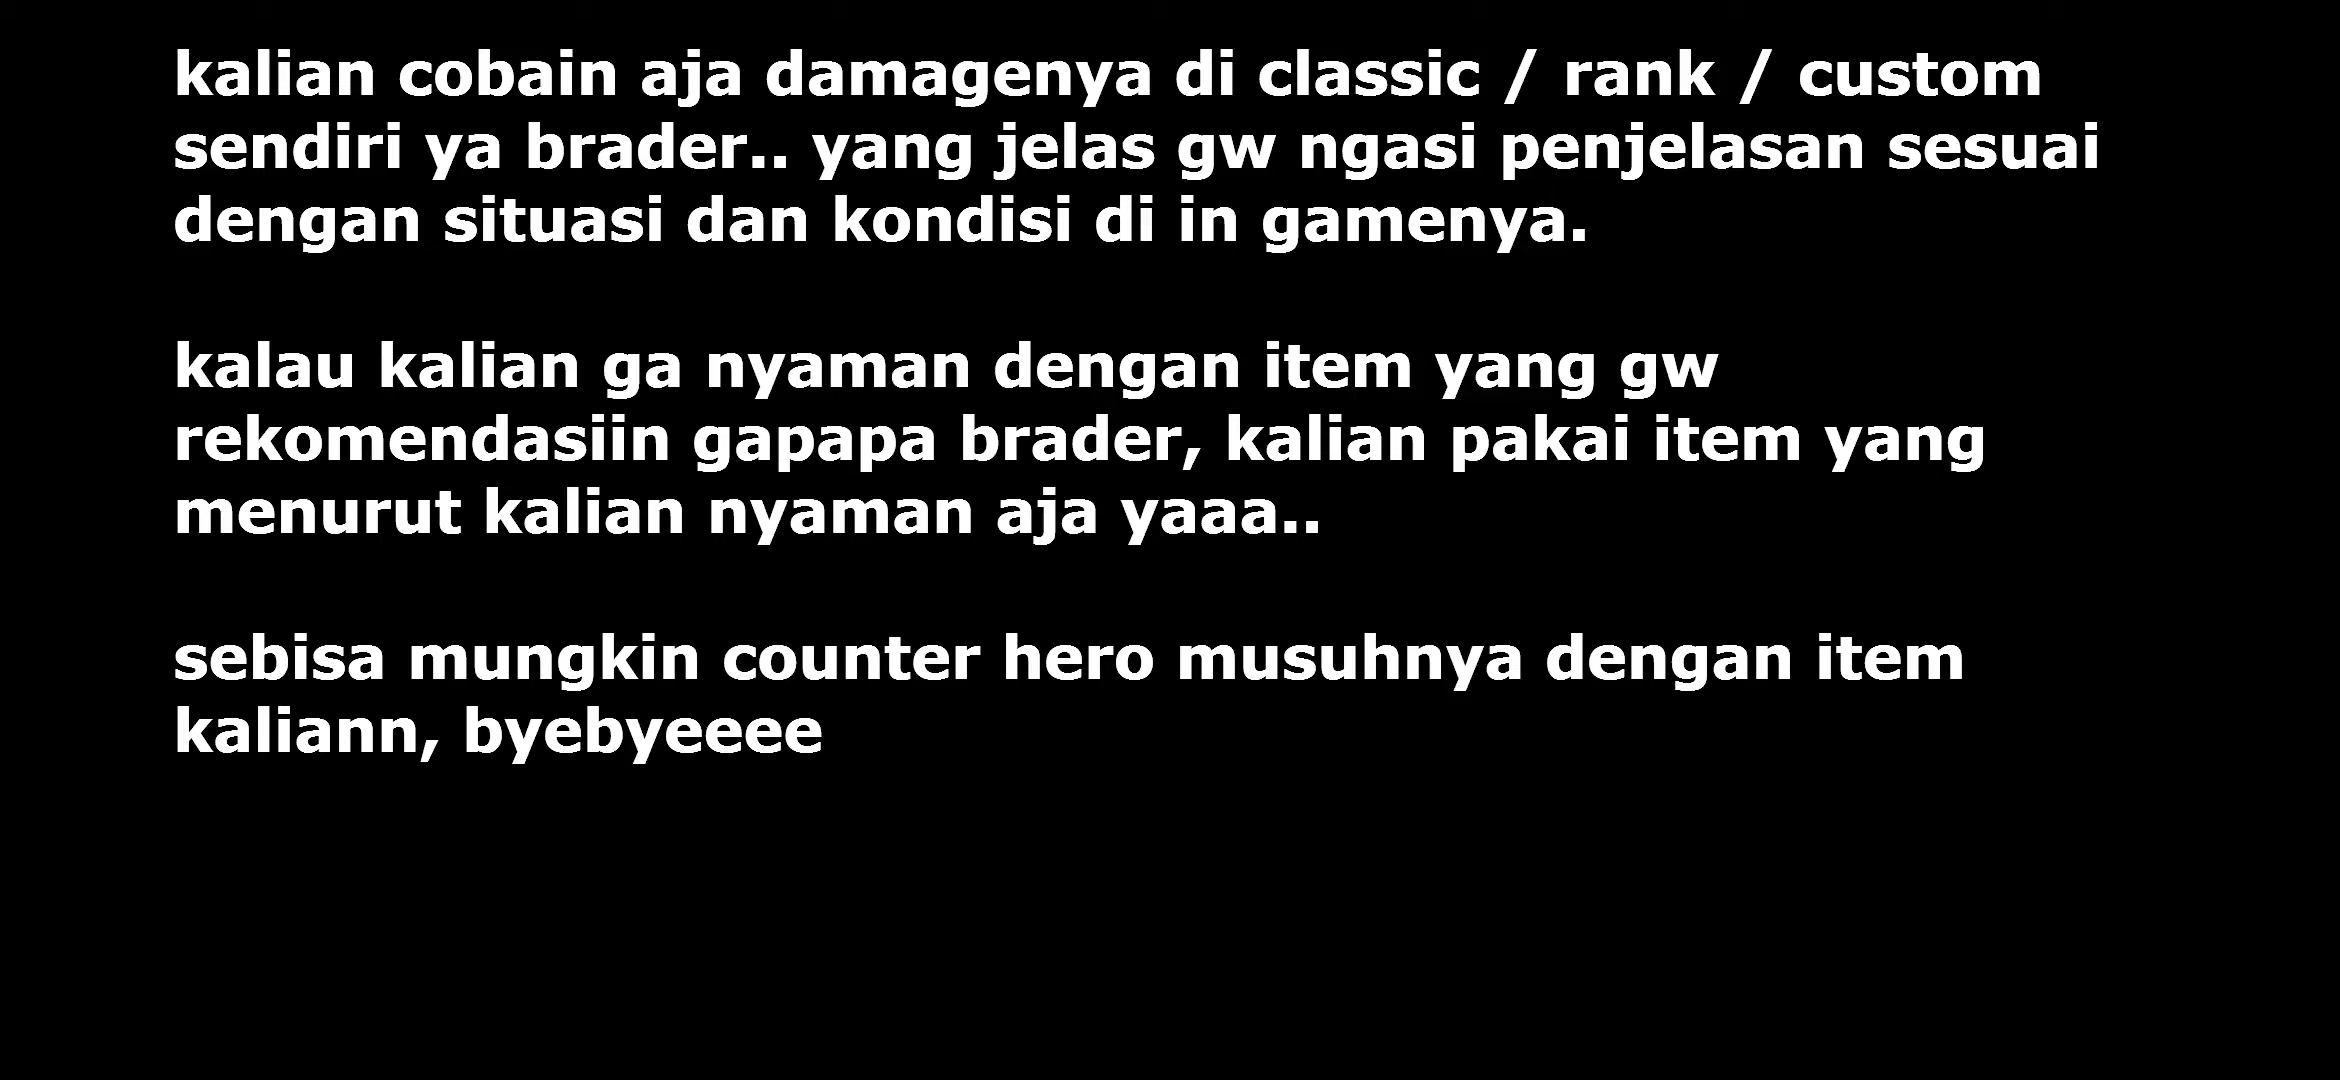 kalian cobain aja damagenya di classic / rank / custom
sendiri ya brader.. yang jelas gw ngasi penjelasan sesuai
dengan situasi dan kondisi di in gamenya.
kalau kalian ga nyaman dengan item yang gw
rekomendasiin gapapa brader, kalian pakai item yang
menurut kalian nyaman aja yaaa..
sebisa mungkin counter hero musuhnya dengan item
kaliann, byebyeeee